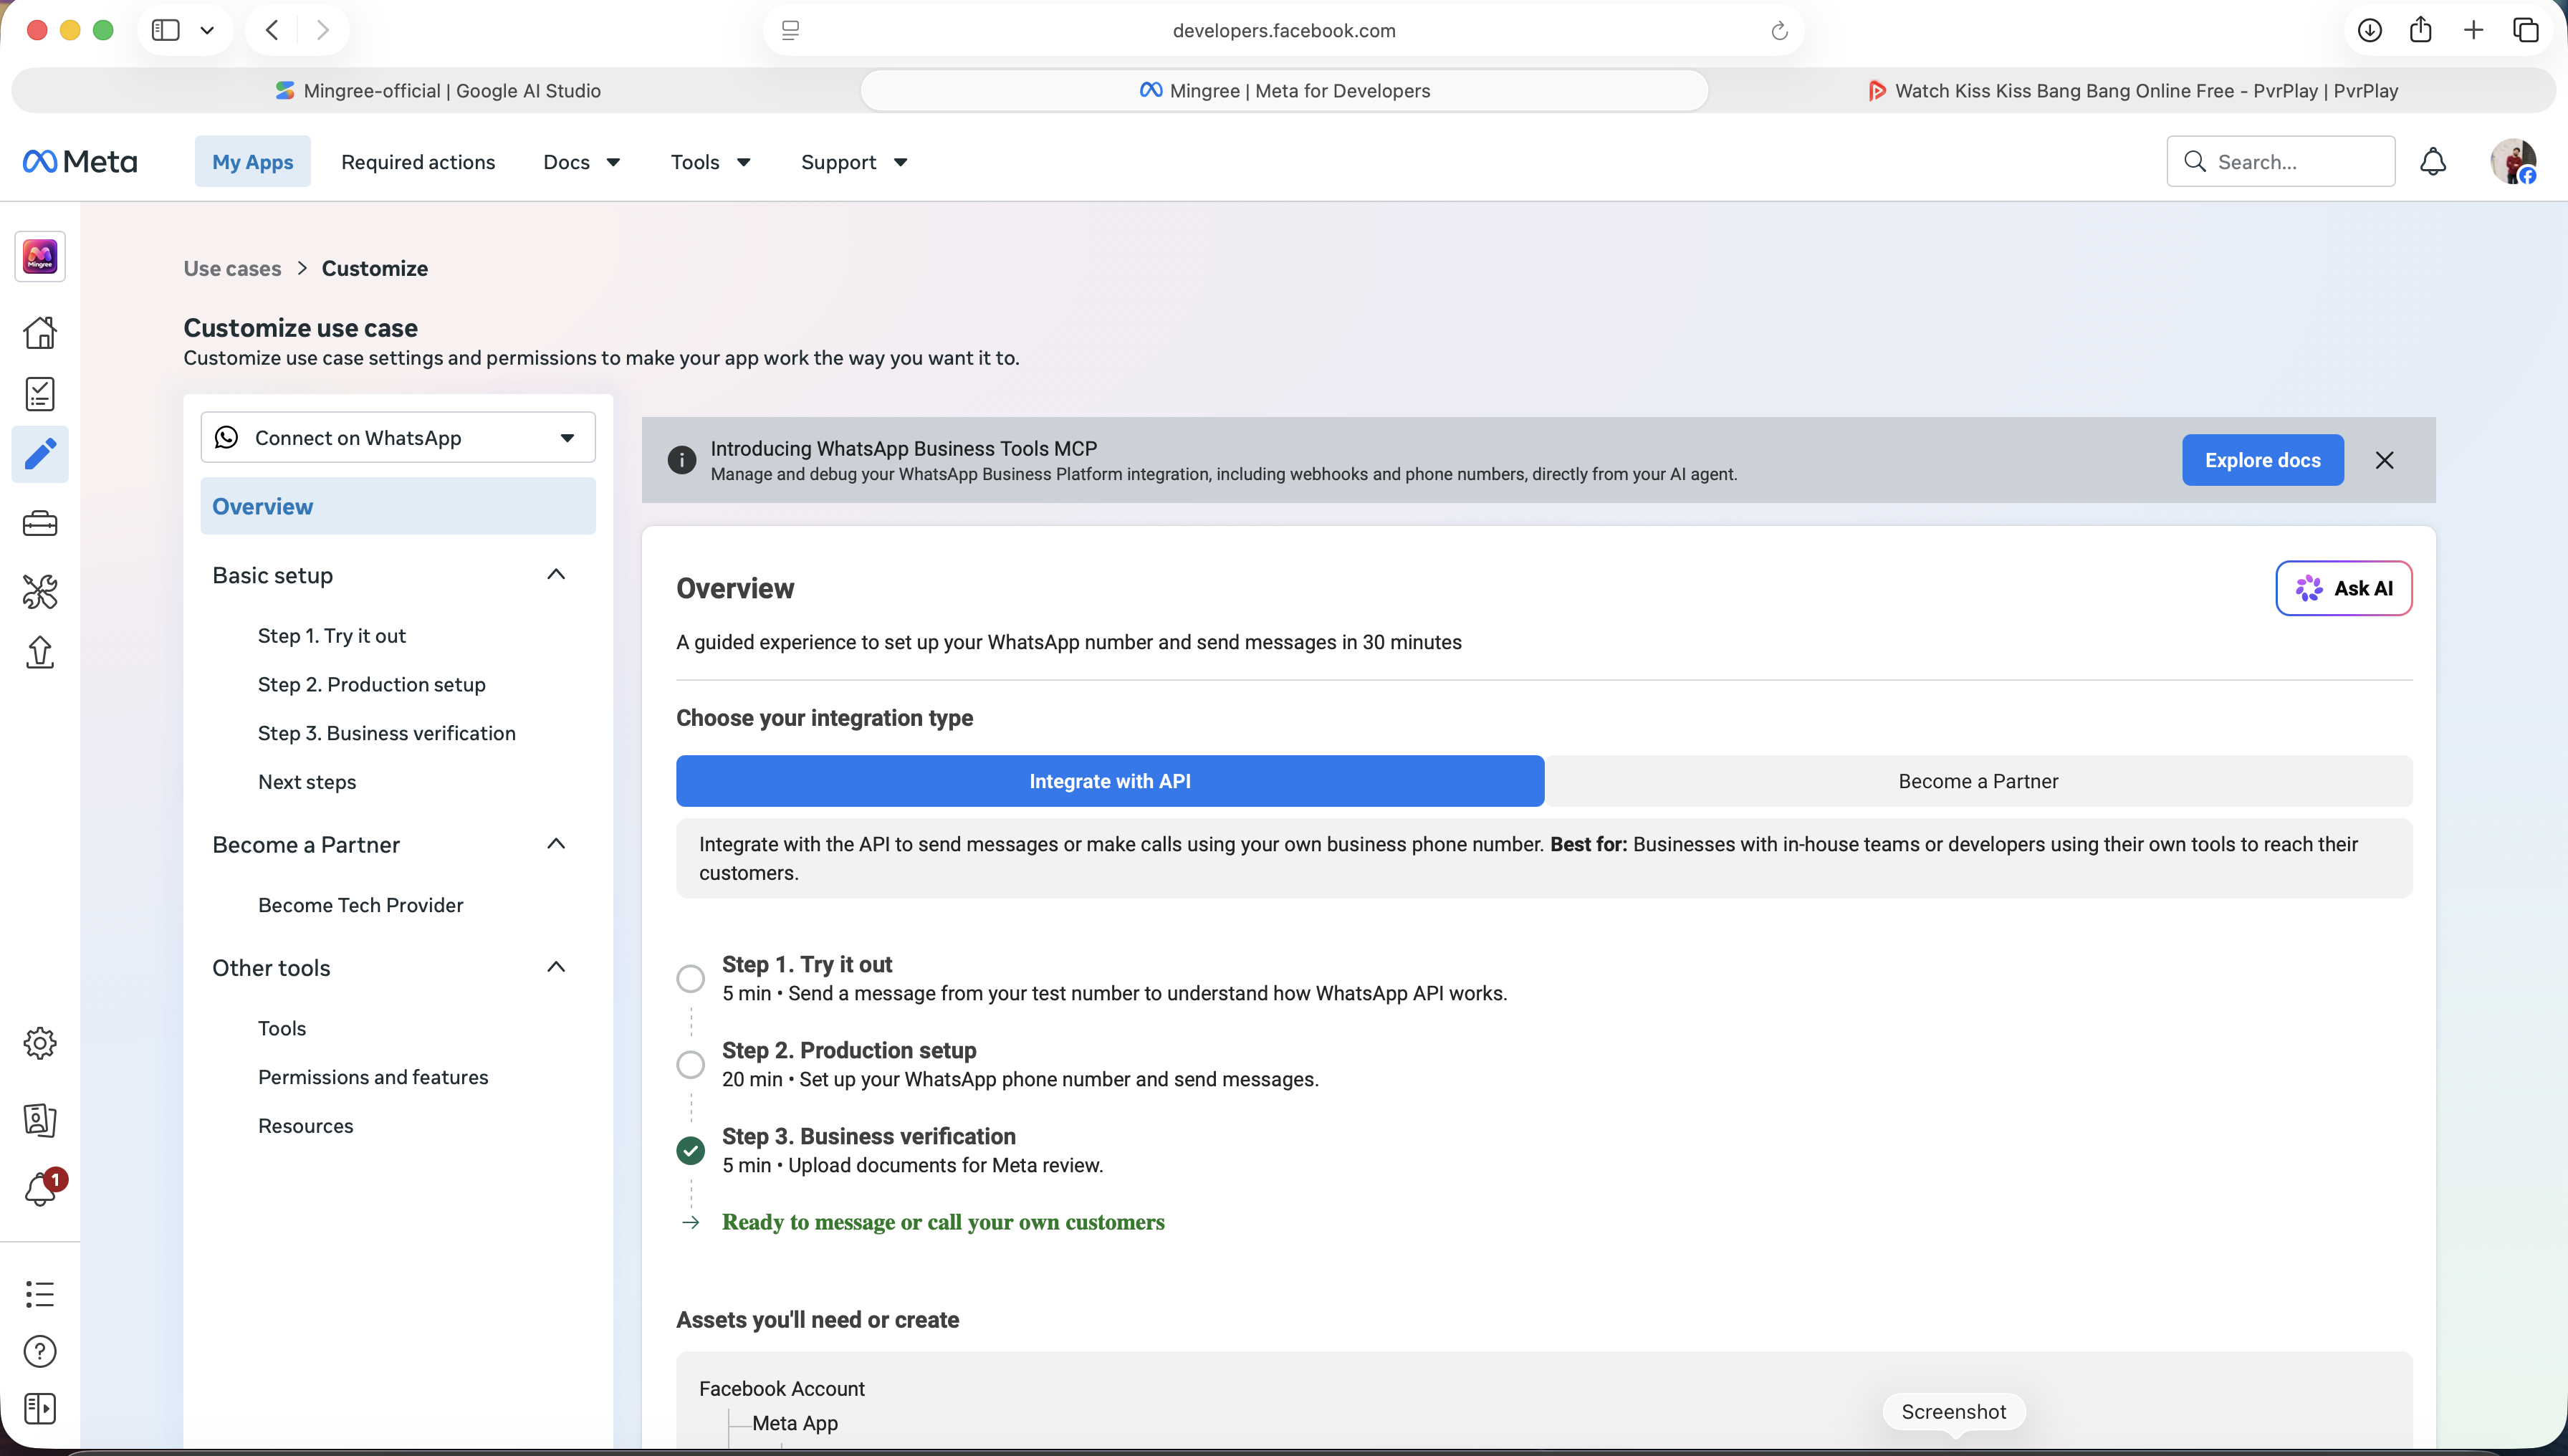 developers.facebook.com
Mingree-official | Google AI Studio
Mingree | Meta for Developers
Watch Kiss Kiss Bang Bang Online Free - PvrPlay | PvrPlay
Meta
My Apps
Required actions
Docs
Tools
Support
Search...
Mingree
Use cases > Customize
Customize use case
Customize use case settings and permissions to make your app work the way you want it to.
Connect on WhatsApp
Overview
Basic setup
Step 1. Try it out
Step 2. Production setup
Step 3. Business verification
Next steps
Become a Partner
Become Tech Provider
Other tools
Tools
Permissions and features
Resources
1
Introducing WhatsApp Business Tools MCP
Manage and debug your WhatsApp Business Platform integration, including webhooks and phone numbers, directly from your AI agent.
Explore docs
Overview
Ask AI
A guided experience to set up your WhatsApp number and send messages in 30 minutes
Choose your integration type
Integrate with API
Become a Partner
Integrate with the API to send messages or make calls using your own business phone number. Best for: Businesses with in-house teams or developers using their own tools to reach their
customers.
Step 1. Try it out
5 min • Send a message from your test number to understand how WhatsApp API works.
Step 2. Production setup
20 min • Set up your WhatsApp phone number and send messages.
Step 3. Business verification
5 min • Upload documents for Meta review.
Ready to message or call your own customers
Assets you'll need or create
Facebook Account
Meta App
Screenshot